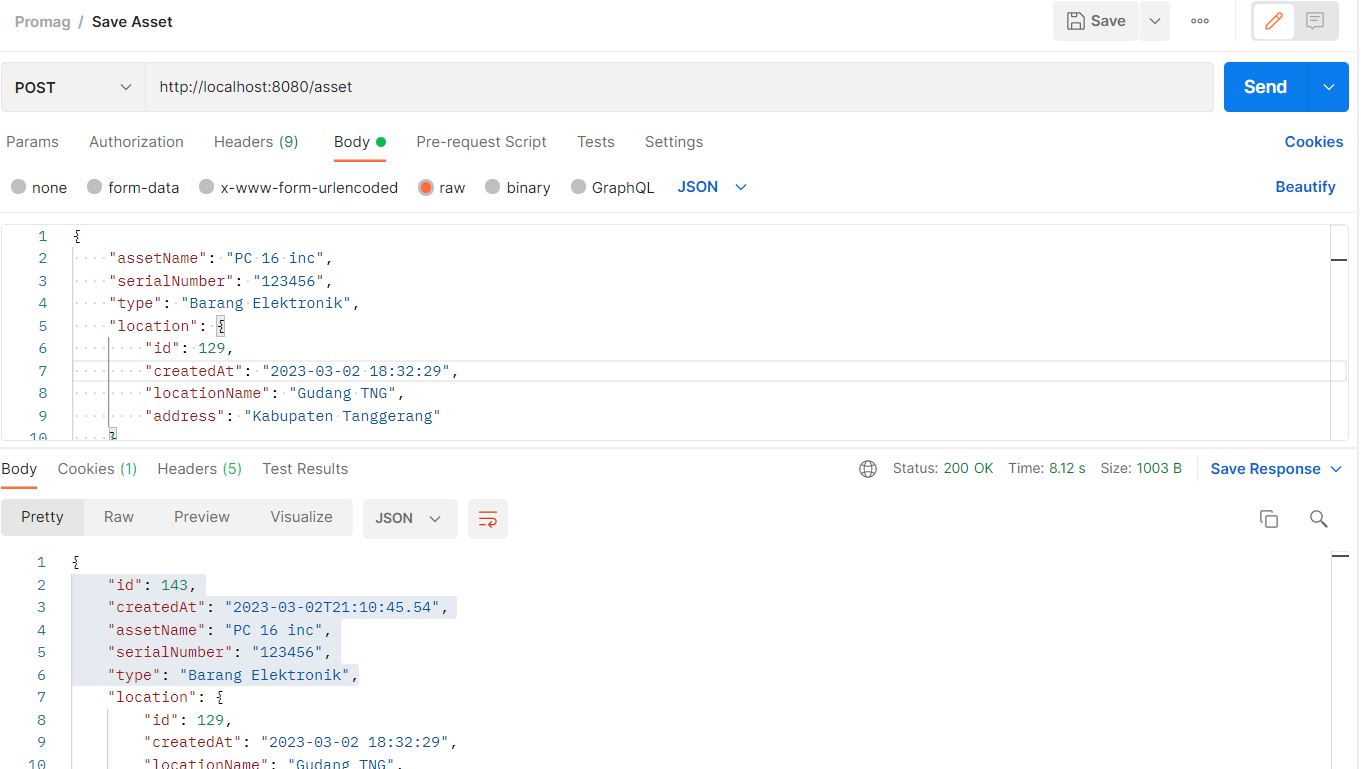 Promag / Save Asset
Save
POST
http://localhost:8080/asset
Send
Params Authorization Headers (9) Body Pre-request Script Tests Settings Cookies
none form-data x-www-form-urlencoded raw binary GraphQL JSON Beautify
1 {
2 "assetName": "PC 16 inc",
3 "serialNumber": "123456",
4 "type": "Barang Elektronik",
5 "location": {
6 "id": 129,
7 "createdAt": "2023-03-02 18:32:29",
8 "locationName": "Gudang TNG",
9 "address": "Kabupaten Tanggerang"
10 }
Body Cookies (1) Headers (5) Test Results Status: 200 OK Time: 8.12 s Size: 1003 B Save Response
Pretty Raw Preview Visualize JSON
1 {
2 "id": 143,
3 "createdAt": "2023-03-02T21:10:45.54",
4 "assetName": "PC 16 inc",
5 "serialNumber": "123456",
6 "type": "Barang Elektronik",
7 "location": {
8 "id": 129,
9 "createdAt": "2023-03-02 18:32:29",
10 "locationName": "Gudang TNG",